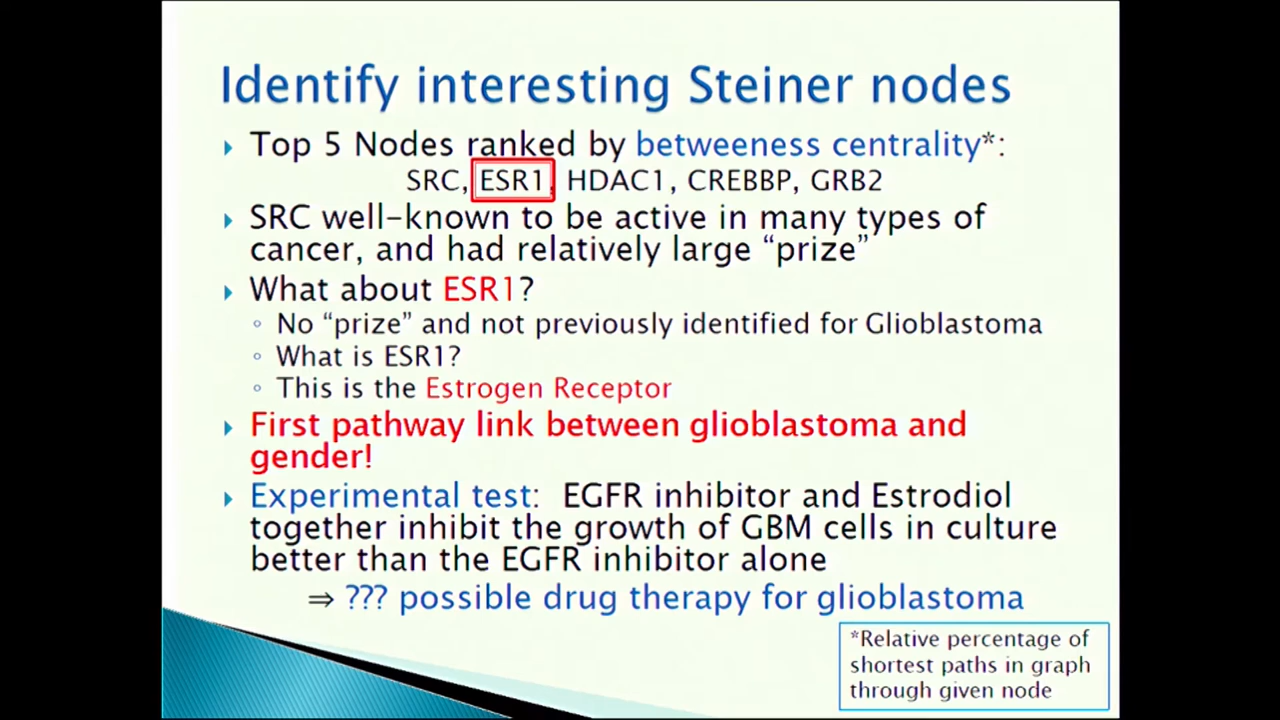 Identify interesting Steiner nodes
Top 5 Nodes ranked by betweeness centrality*:
SRC, ESR1, HDAC1, CREBBP, GRB2
SRC well-known to be active in many types of
cancer, and had relatively large “prize”
What about ESR1?
No “prize” and not previously identified for Glioblastoma
What is ESR1?
This is the Estrogen Receptor
First pathway link between glioblastoma and
gender!
Experimental test: EGFR inhibitor and Estrodiol
together inhibit the growth of GBM cells in culture
better than the EGFR inhibitor alone
⇒ ??? possible drug therapy for glioblastoma
*Relative percentage of
shortest paths in graph
through given node